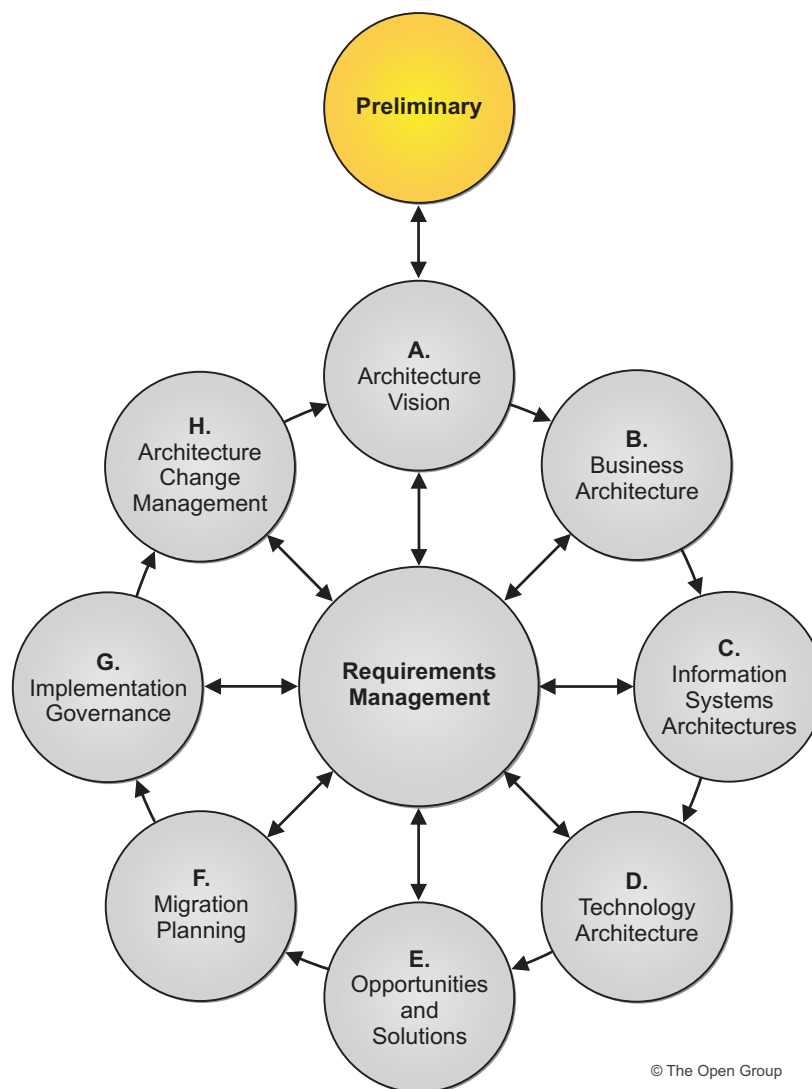 Preliminary
A.
Architecture
Vision
B.
Business
Architecture
C.
Information
Systems
Architectures
D.
Technology
Architecture
E.
Opportunities
and
Solutions
F.
Migration
Planning
G.
Implementation
Governance
H.
Architecture
Change
Management
Requirements
Management
© The Open Group